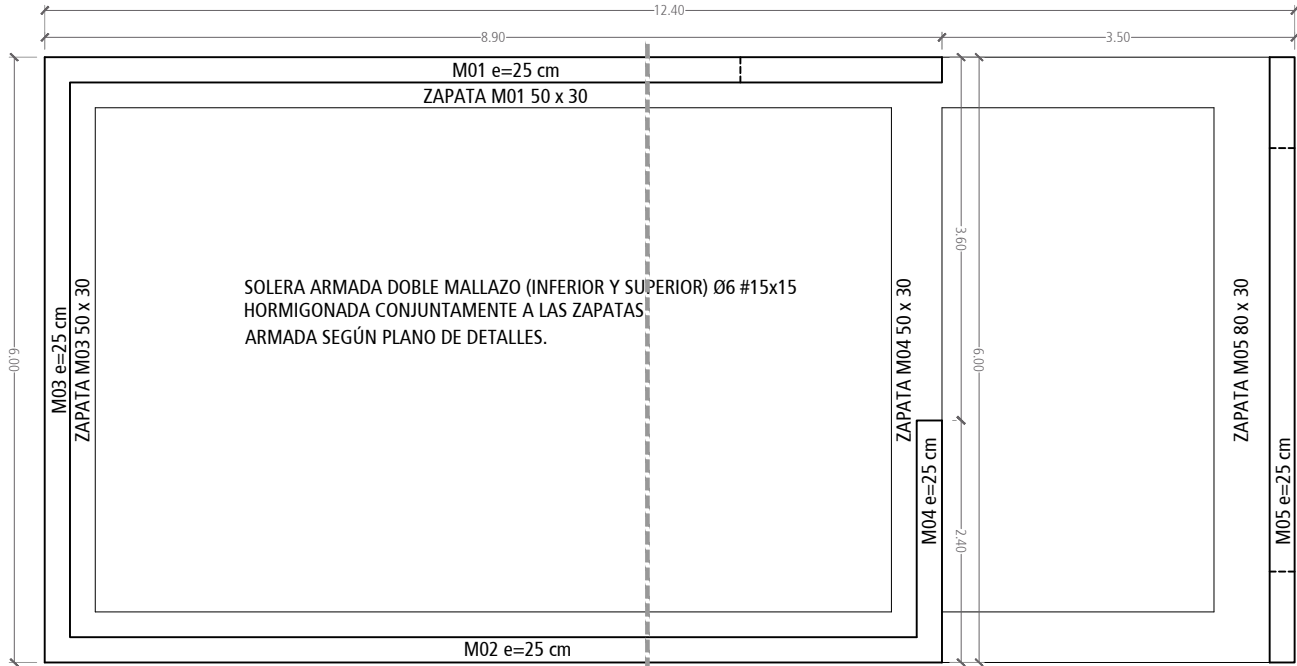 12.40
8.90
3.50
M01 e=25 cm
ZAPATA M01 50 x 30
3.60
SOLERA ARMADA DOBLE MALLAZO (INFERIOR Y SUPERIOR) Ø6 #15x15
HORMIGONADA CONJUNTAMENTE A LAS ZAPATAS
ARMADA SEGÚN PLANO DE DETALLES.
6.00
M03 e=25 cm
ZAPATA M03 50 x 30
ZAPATA M04 50 x 30
6.00
ZAPATA M05 80 x 30
M04 e=25 cm
2.40
M05 e=25 cm
M02 e=25 cm